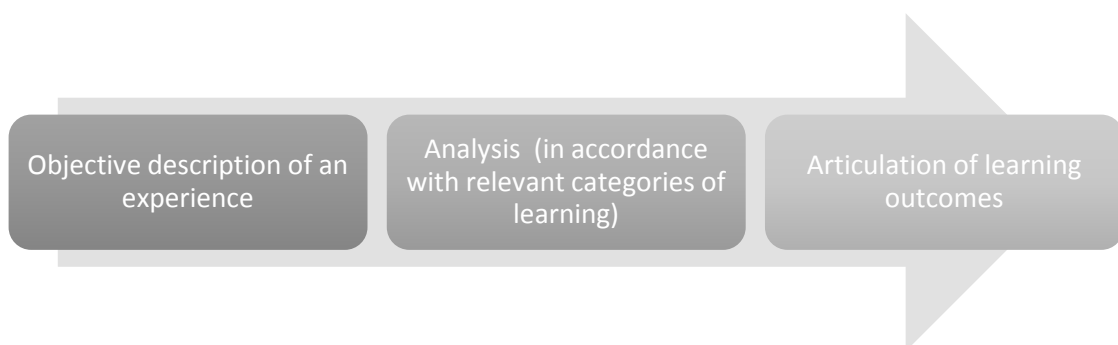 Objective description of an
experience
Analysis (in accordance
with relevant categories of
learning)
Articulation of learning
outcomes